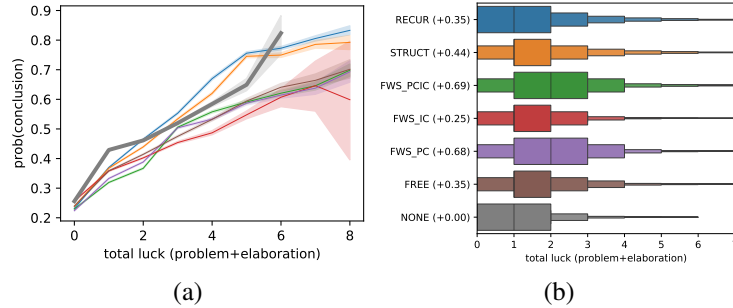 0.9
0.8
0.7
0.6
0.5
0.4
0.3
0.2
prob(conclusion)
0 2 4 6 8
total luck (problem+elaboration)
(a)
RECUR (+0.35)
STRUCT (+0.44)
FWS_PCIC (+0.69)
FWS_IC (+0.25)
FWS_PC (+0.68)
FREE (+0.35)
NONE (+0.00)
0 1 2 3 4 5 6 7
total luck (problem+elaboration)
(b)